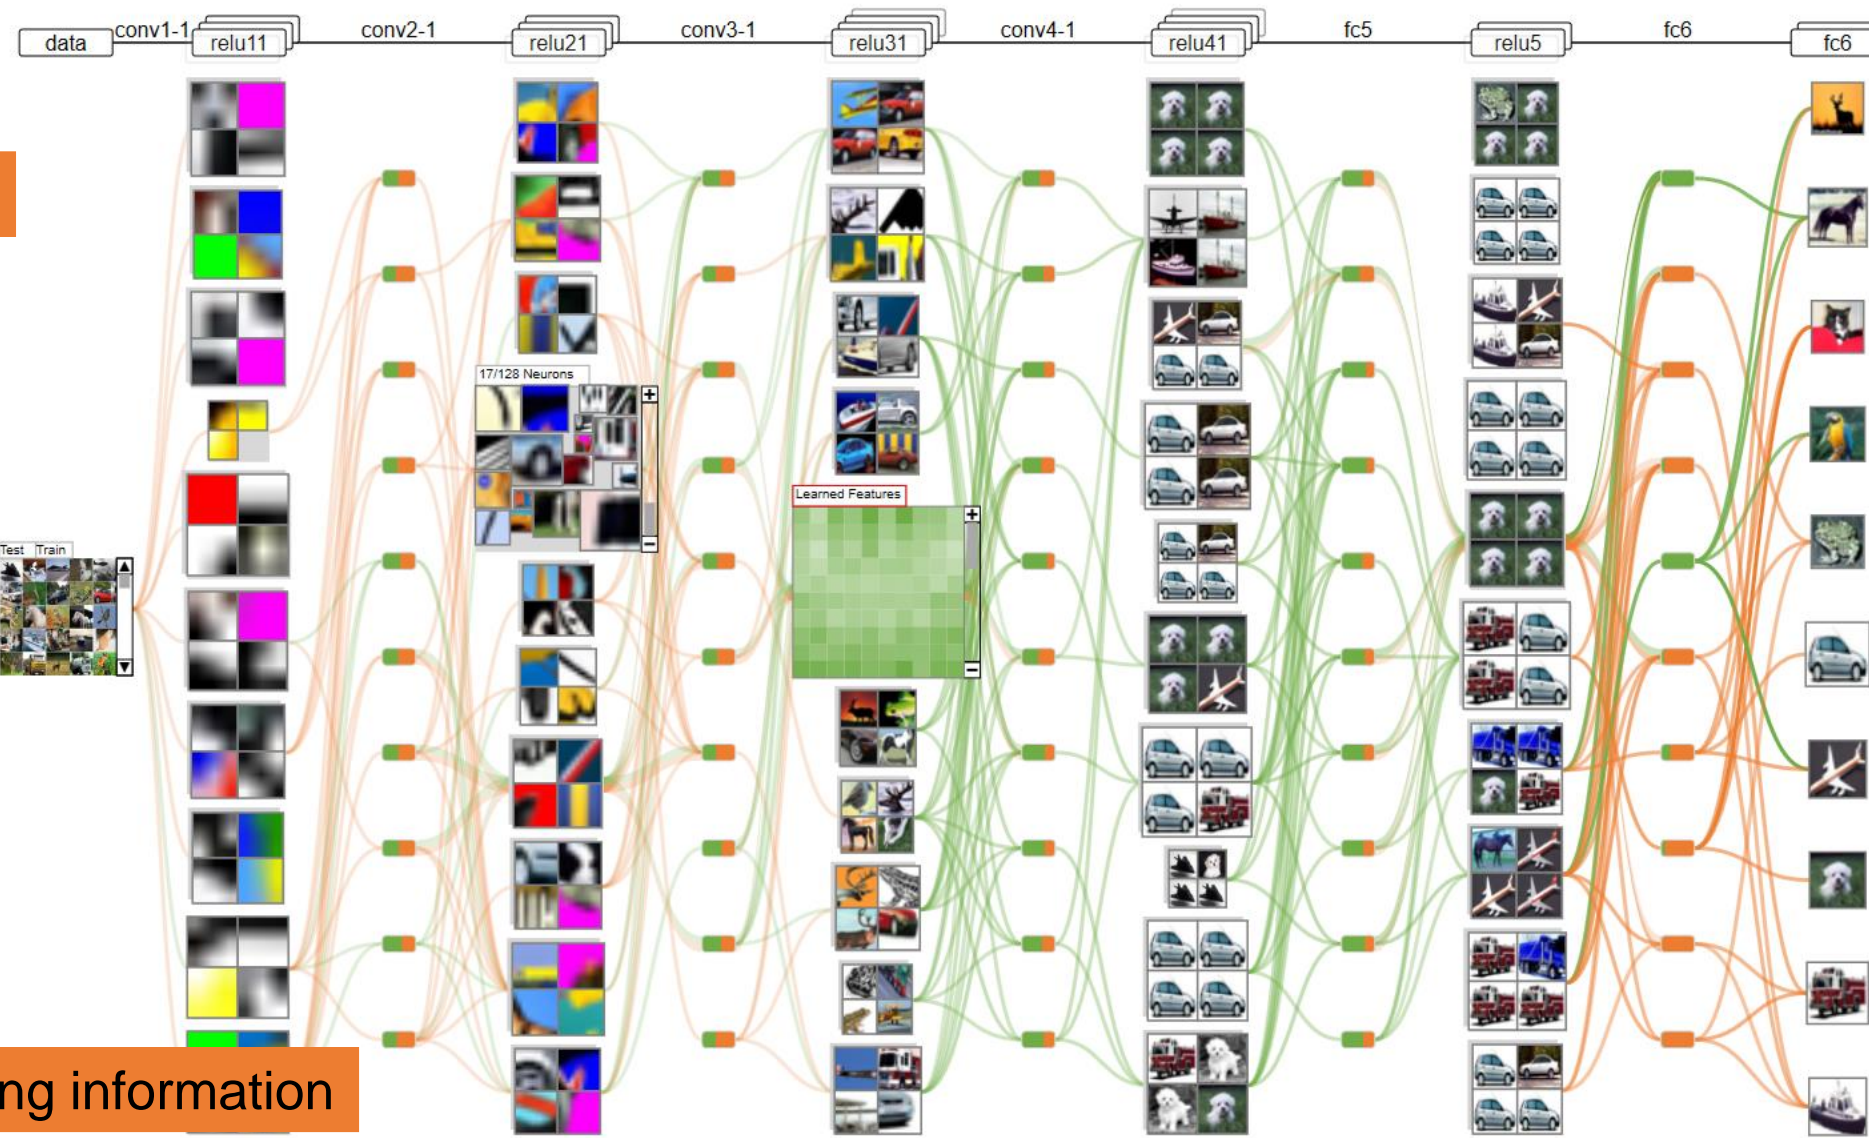 data
conv1-1
relu11
conv2-1
relu21
conv3-1
relu31
conv4-1
relu41
fc5
relu5
fc6
fc6
17/128 Neurons
+
-
Learned Features
+
-
Test Train
ng information